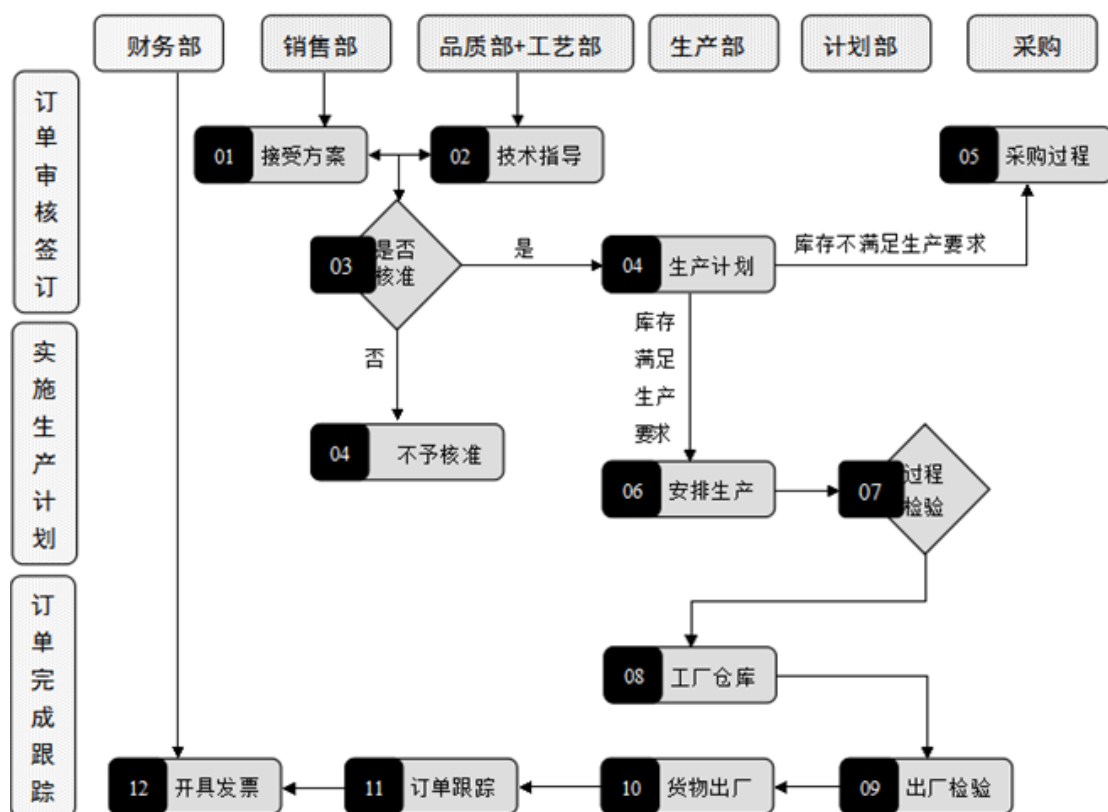 财务部
销售部
品质部+工艺部
生产部
计划部
采购
订
单
审
核
签
订
01 接受方案
02 技术指导
05 采购过程
03 是否
核准
是
04 生产计划
库存不满足生产要求
实
施
生
产
计
划
否
库存
满足
生产
要求
04 不予核准
06 安排生产
07 过程
检验
订
单
完
成
跟
踪
08 工厂仓库
12 开具发票
11 订单跟踪
10 货物出厂
09 出厂检验